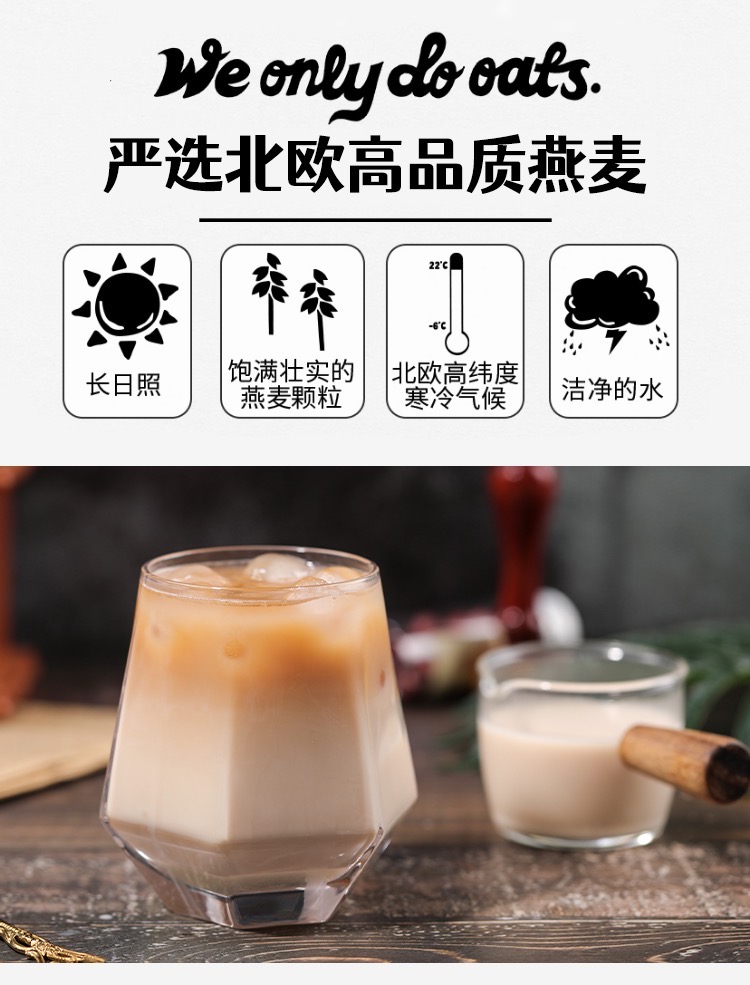 We only do oats.
严选北欧高品质燕麦
长日照
饱满壮实的
燕麦颗粒
22°C
-6°C
北欧高纬度
寒冷气候
洁净的水